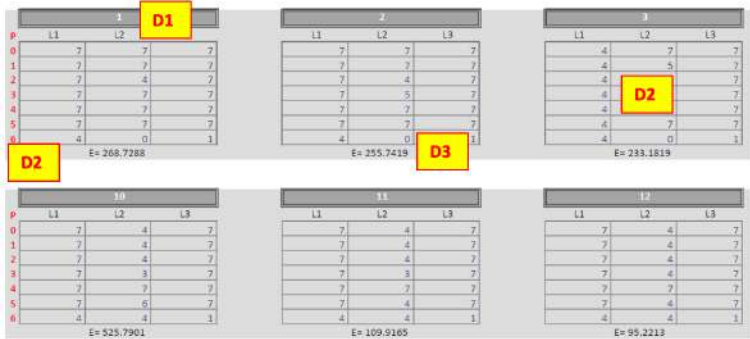 1 D1 2 3
P L1 L2 L1 L2 L3 L1 L2 L3
0 7 7 7 7 7 7 4 7 7
1 7 7 7 7 7 7 4 5 7
2 7 4 7 7 4 7 4 7
3 7 7 7 7 5 7 4 D2 7
4 7 7 7 7 7 7 4 7
5 7 7 7 7 7 7 4 7 7
6 4 0 1 4 0 1 4 0 1
D2 E= 268.7288 E= 255.7419 D3 E= 233.1819
10 11 12
P L1 L2 L3 L1 L2 L3 L1 L2 L3
0 7 4 7 7 4 7 7 4 7
1 7 4 7 7 4 7 7 4 7
2 7 4 7 7 4 7 7 4 7
3 7 3 7 7 3 7 7 4 7
4 7 7 7 7 7 7 7 7 7
5 7 6 7 7 4 7 7 4 7
6 4 4 1 4 4 1 4 4 1
E= 525.7901 E= 109.9165 E= 95.2213